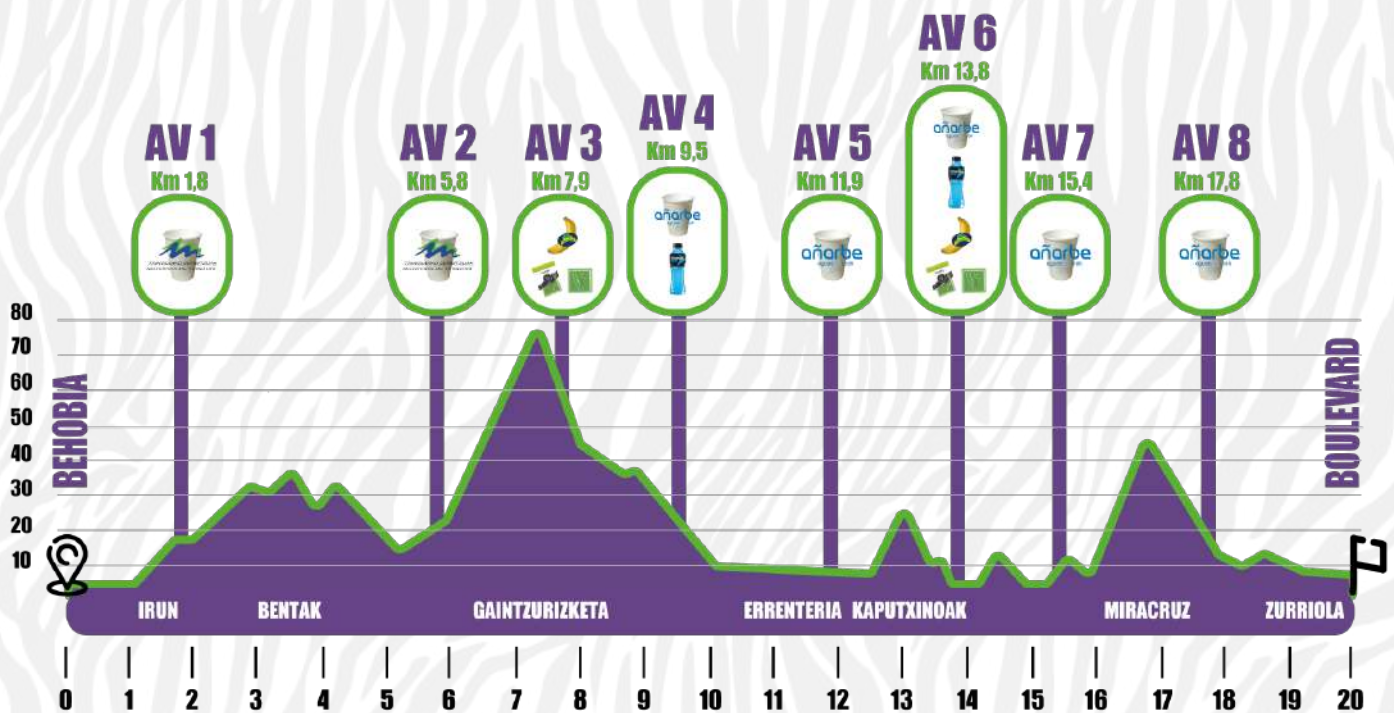 AV 1
Km 1,8
AV 2
Km 5,8
AV 3
Km 7,9
AV 4
Km 9,5
añarbe
AV 5
Km 11,9
añarbe
AV 6
Km 13,8
añarbe
AV 7
Km 15,4
añarbe
AV 8
Km 17,8
añarbe
80
70
60
50
40
30
20
10
BEHOBIA
BOULEVARD
IRUN BENTAK GAINTZURIZKETA ERRENTERIA KAPUTXINOAK MIRACRUZ ZURRIOLA
0 1 2 3 4 5 6 7 8 9 10 11 12 13 14 15 16 17 18 19 20